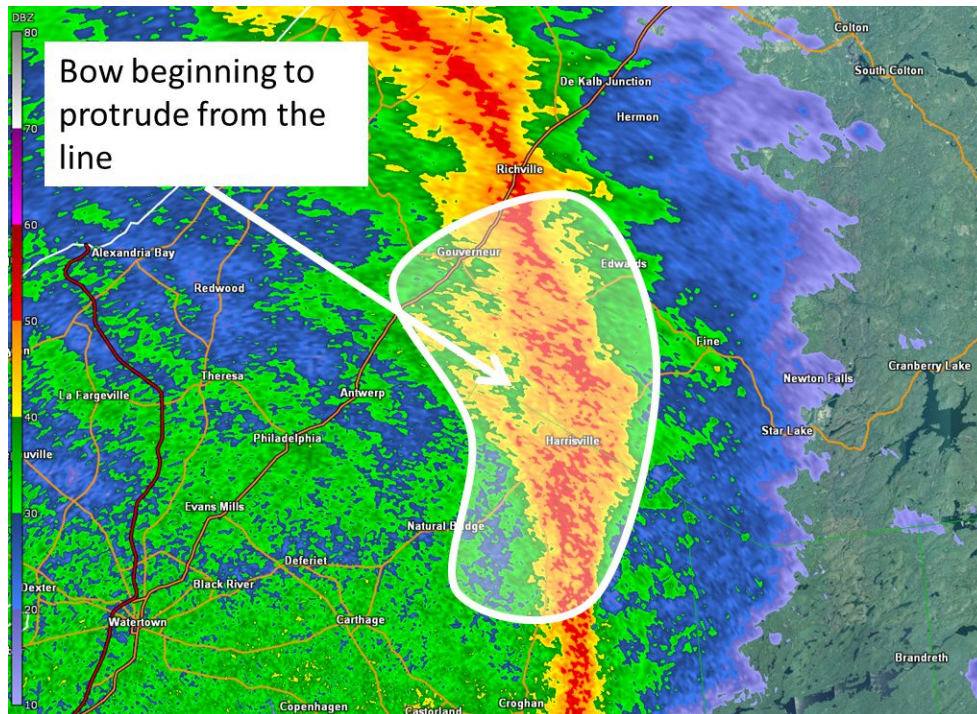 DBZ
80
70
60
50
40
30
20
10
Bow beginning to
protrude from the
line
Colton
South Colton
De Kalb Junction
Hermon
Richville
Gouverneur
Edwards
Alexandria Bay
Redwood
Fine
Cranberry Lake
Newton Falls
Theresa
La Fargeville
Antwerp
Star Lake
Philadelphia
Harrisville
Evans Mills
Natural Bridge
Deferiet
Dexter
Black River
Watertown
Carthage
Brandreth
Croghan
Copenhagen
Castorland